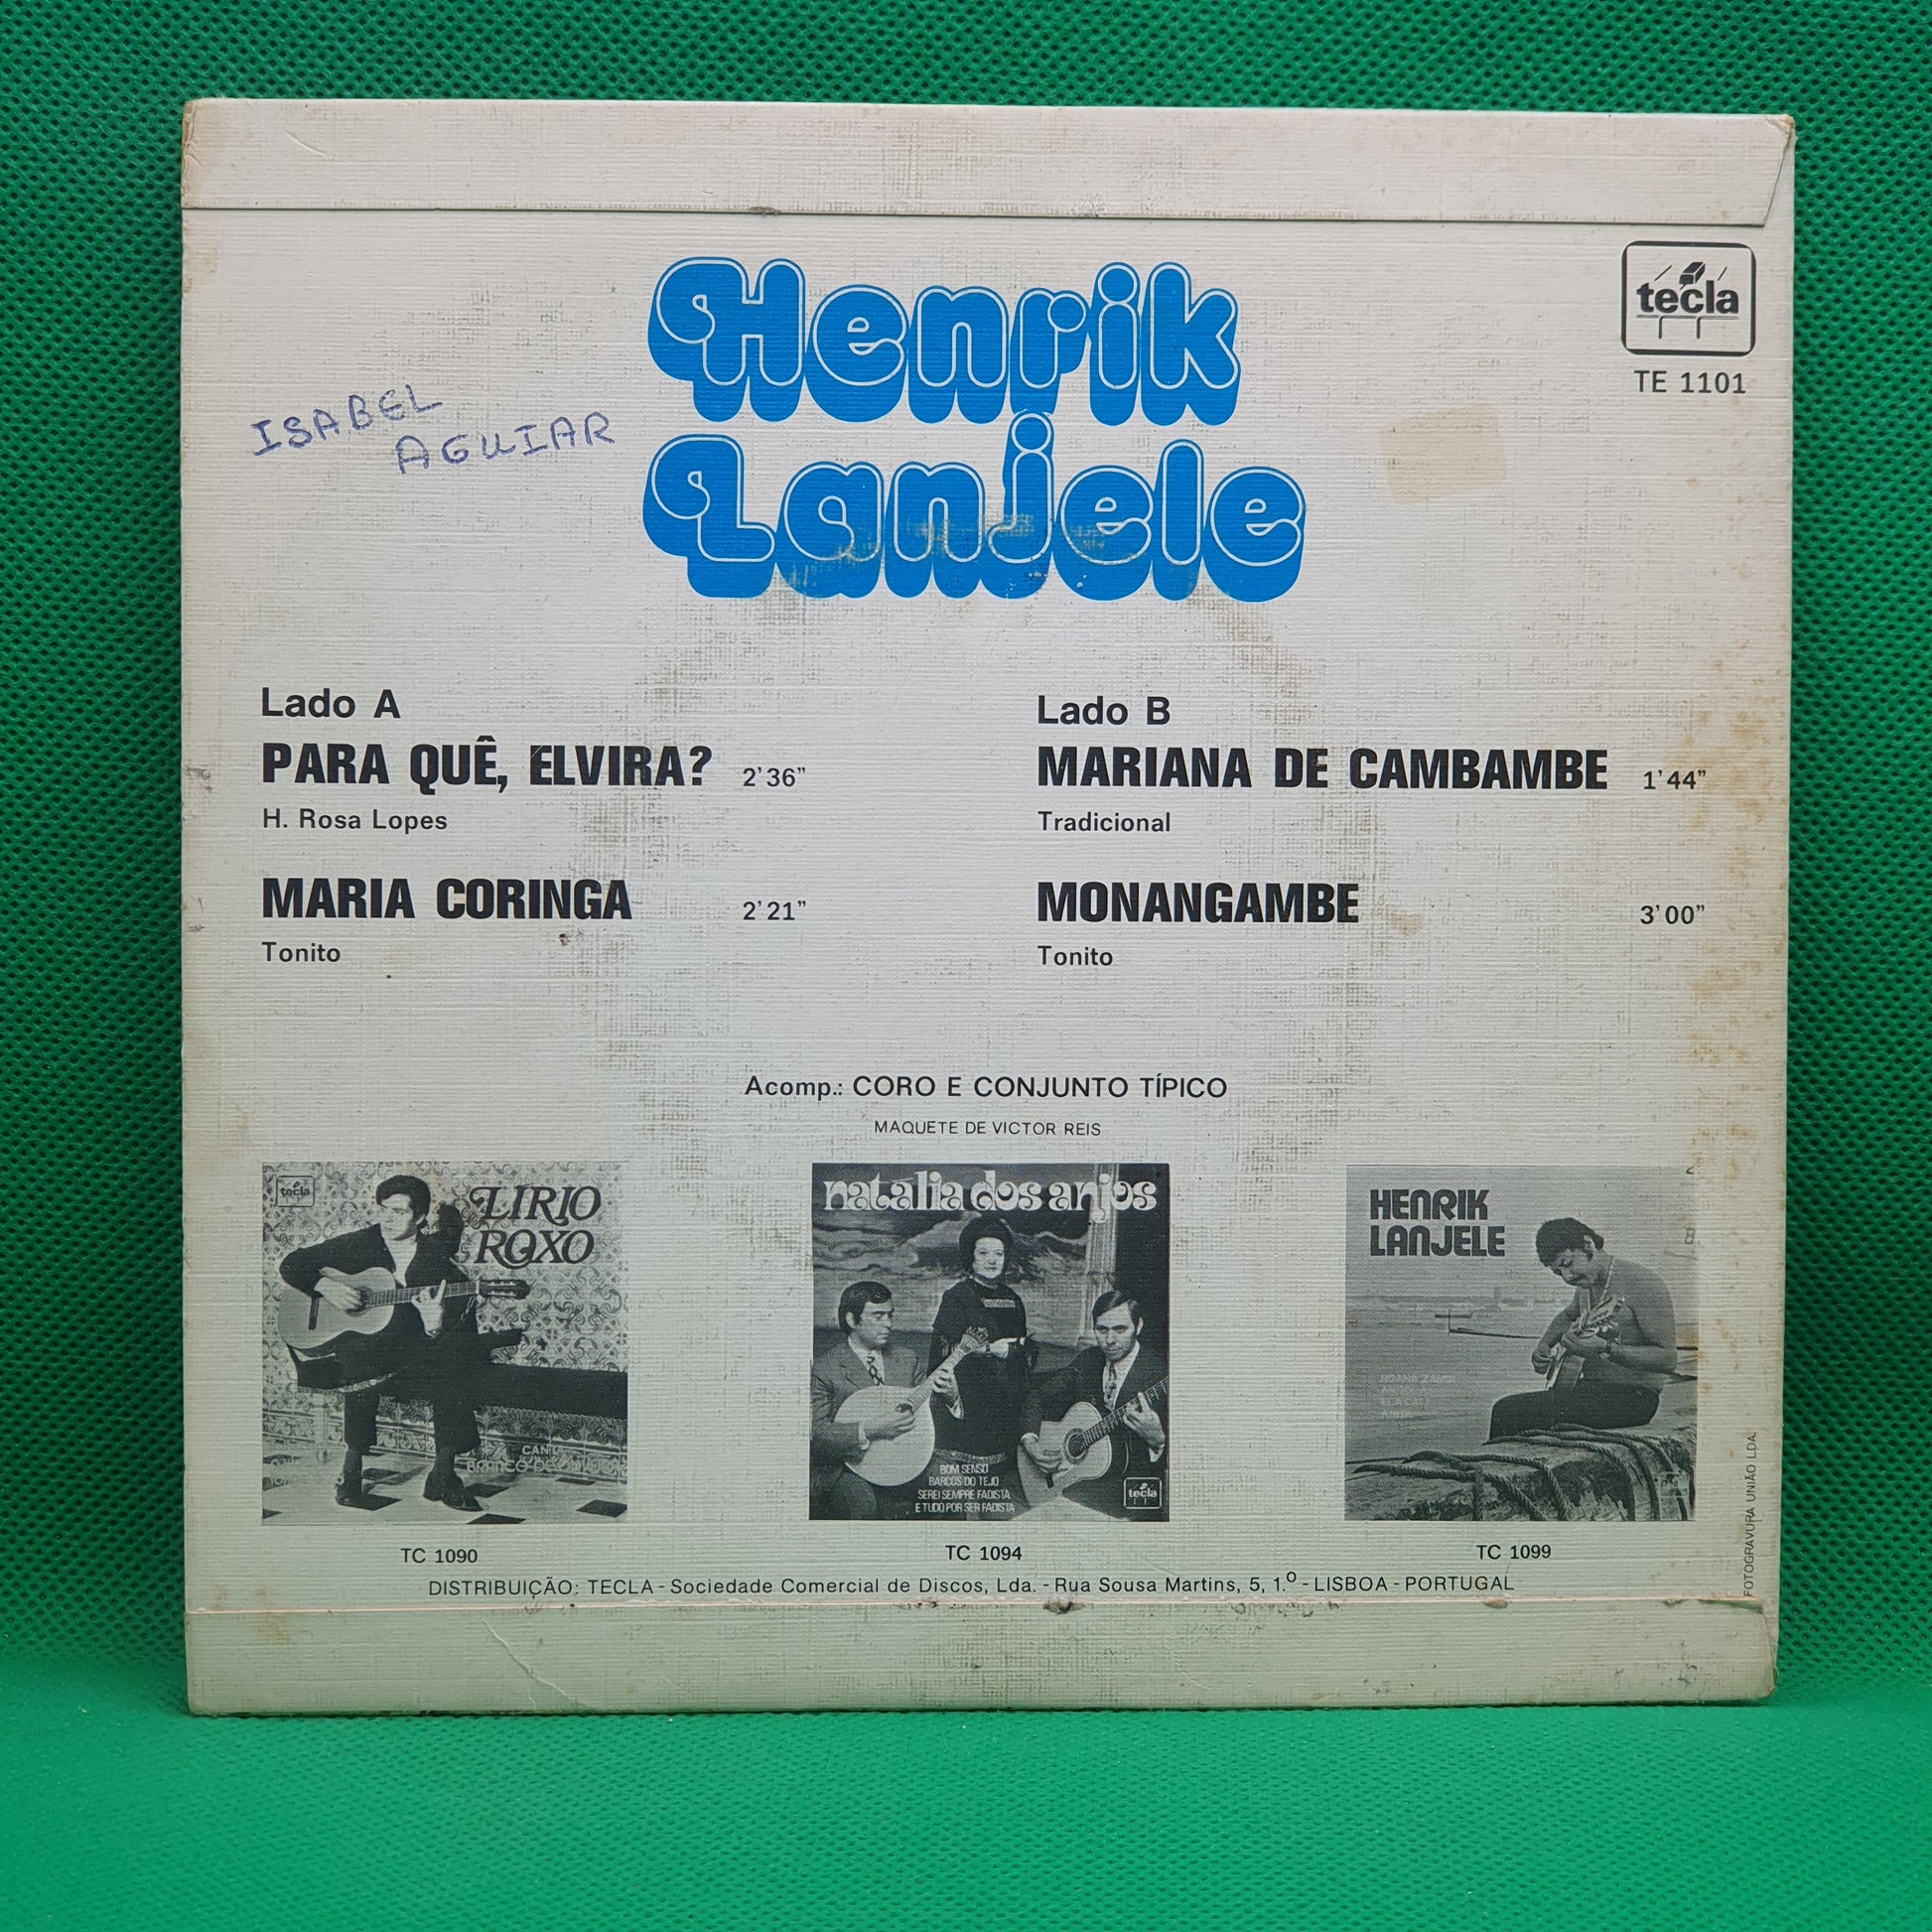 Henrik
Lanjele
tecla
TE 1101
ISABEL
AGUIAR
Lado A
PARA QUÊ, ELVIRA? 2'36"
H. Rosa Lopes
MARIA CORINGA 2'21"
Tonito
Lado B
MARIANA DE CAMBAMBE 1'44"
Tradicional
MONANGAMBE 3'00"
Tonito
Acomp.: CORO E CONJUNTO TÍPICO
MAQUETE DE VICTOR REIS
tecla
LIRIO
ROXO
TC 1090
natalia dos anjos
BOM SENSO
BARCOS DO TEJO
SEREI SEMPRE FADISTA
E TUDO POR SER FADISTA
tecla
TC 1094
HENRIK
LANJELE
TC 1099
DISTRIBUIÇÃO: TECLA - Sociedade Comercial de Discos, Lda. - Rua Sousa Martins, 5, 1.º - LISBOA - PORTUGAL
FOTOGRAVURA UNIÃO LDA.